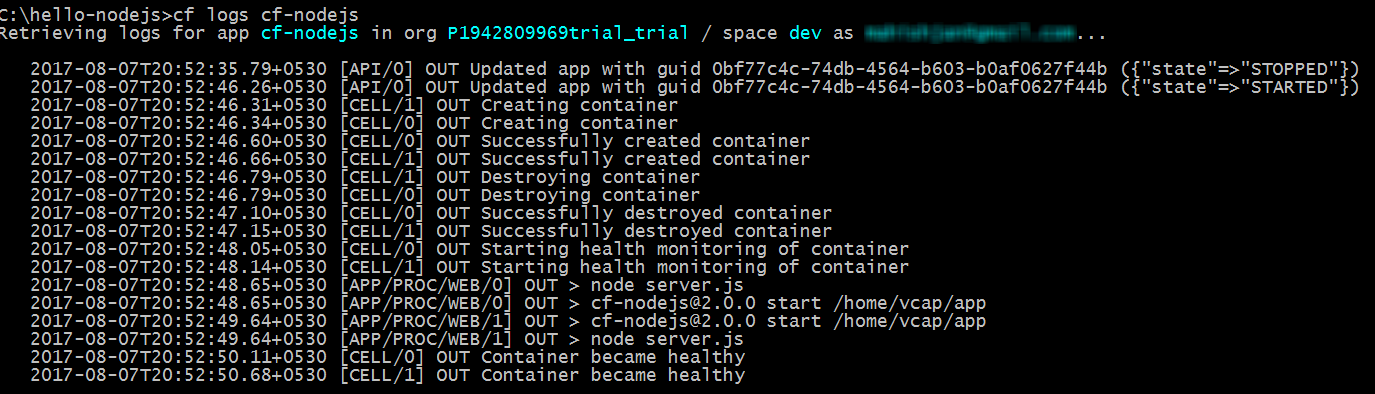 C:\hello-nodejs>cf logs cf-nodejs
Retrieving logs for app cf-nodejs in org P1942809969trial_trial / space dev as ...
2017-08-07T20:52:35.79+0530 [API/0] OUT Updated app with guid 0bf77c4c-74db-4564-b603-b0af0627f44b ({"state"=>"STOPPED"})
2017-08-07T20:52:46.26+0530 [API/0] OUT Updated app with guid 0bf77c4c-74db-4564-b603-b0af0627f44b ({"state"=>"STARTED"})
2017-08-07T20:52:46.31+0530 [CELL/1] OUT Creating container
2017-08-07T20:52:46.34+0530 [CELL/0] OUT Creating container
2017-08-07T20:52:46.60+0530 [CELL/0] OUT Successfully created container
2017-08-07T20:52:46.66+0530 [CELL/1] OUT Successfully created container
2017-08-07T20:52:46.79+0530 [CELL/1] OUT Destroying container
2017-08-07T20:52:46.79+0530 [CELL/0] OUT Destroying container
2017-08-07T20:52:47.10+0530 [CELL/0] OUT Successfully destroyed container
2017-08-07T20:52:47.15+0530 [CELL/1] OUT Successfully destroyed container
2017-08-07T20:52:48.05+0530 [CELL/0] OUT Starting health monitoring of container
2017-08-07T20:52:48.14+0530 [CELL/1] OUT Starting health monitoring of container
2017-08-07T20:52:48.65+0530 [APP/PROC/WEB/0] OUT > node server.js
2017-08-07T20:52:48.65+0530 [APP/PROC/WEB/0] OUT > cf-nodejs@2.0.0 start /home/vcap/app
2017-08-07T20:52:49.64+0530 [APP/PROC/WEB/1] OUT > cf-nodejs@2.0.0 start /home/vcap/app
2017-08-07T20:52:49.64+0530 [APP/PROC/WEB/1] OUT > node server.js
2017-08-07T20:52:50.11+0530 [CELL/0] OUT Container became healthy
2017-08-07T20:52:50.68+0530 [CELL/1] OUT Container became healthy